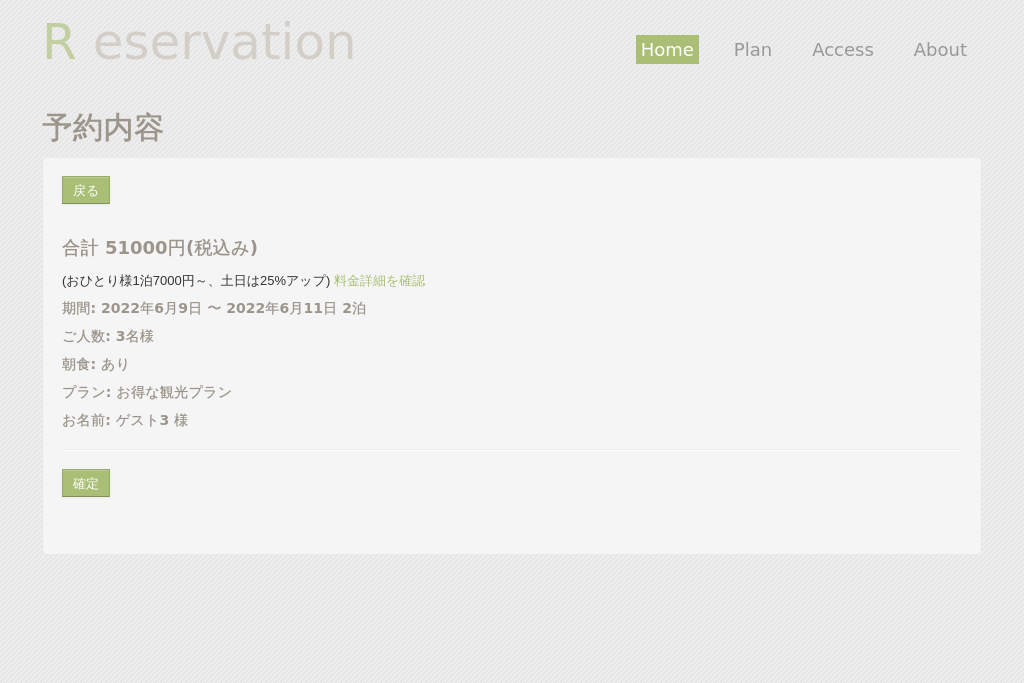 R eservation
Home Plan Access About
予約内容
戻る
合計 51000円(税込み)
(おひとり様1泊7000円～、土日は25%アップ) 料金詳細を確認
期間: 2022年6月9日 〜 2022年6月11日 2泊
ご人数: 3名様
朝食: あり
プラン: お得な観光プラン
お名前: ゲスト3 様
確定